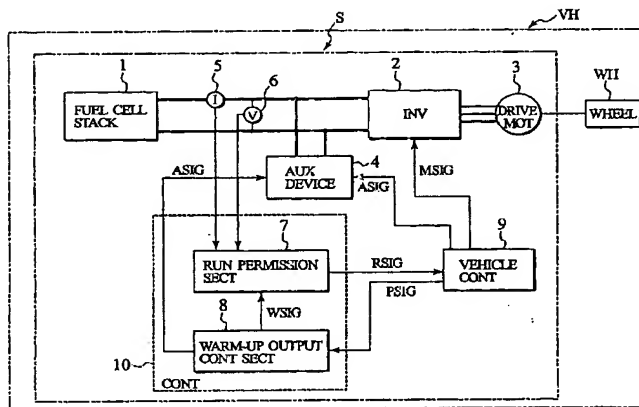 VH
S
1
5
6
2
3
WH
FUEL CELL
STACK
I
V
INV
DRIVE
MOT
WHEEL
ASIG
AUX
DEVICE
4
ASIG
MSIG
7
9
RUN PERMISSION
SECT
RSIG
VEHICLE
CONT
PSIG
8
WSIG
WARM-UP OUTPUT
CONT SECT
10
CONT